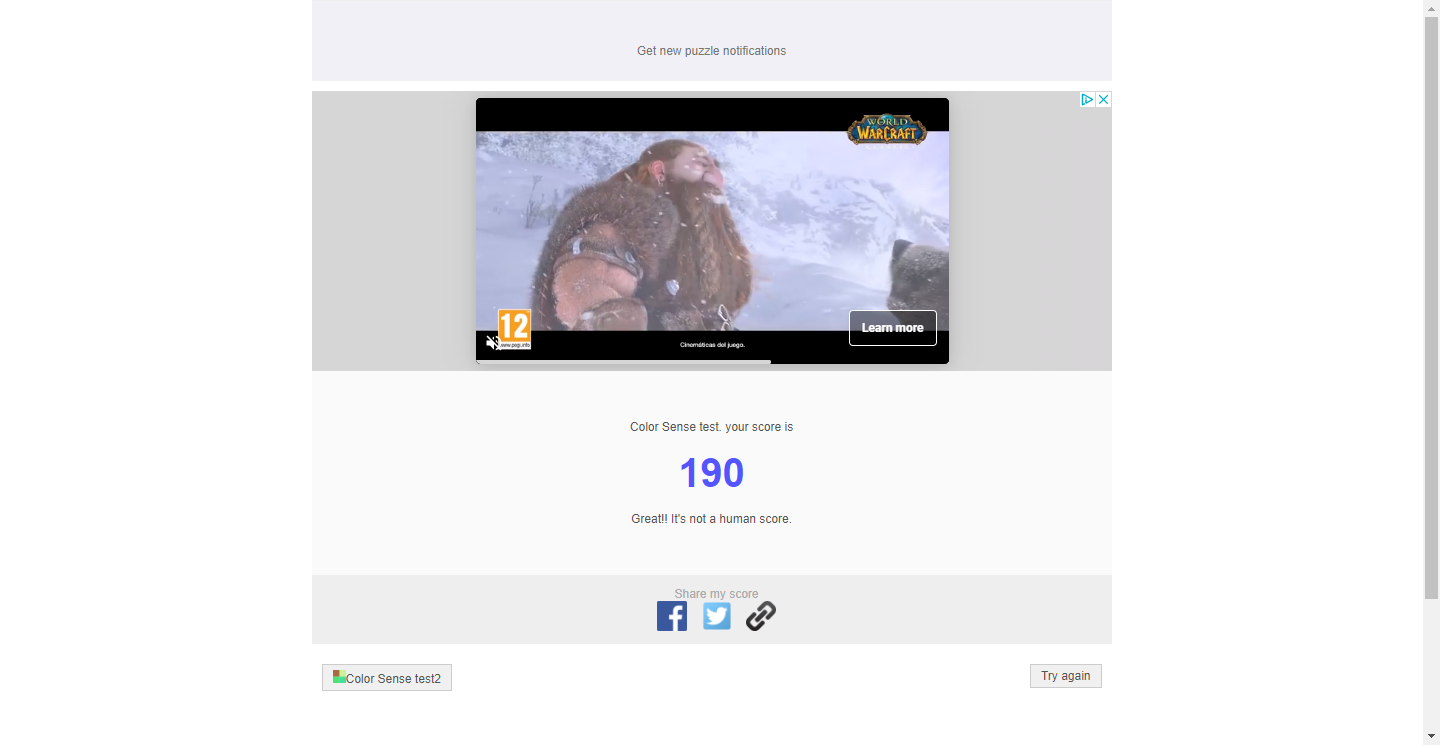 Get new puzzle notifications
WORLD
WARCRAFT
12
www.pegi.info
Learn more
Cinemáticas del juego.
Color Sense test. your score is
190
Great!! It's not a human score.
Share my score
Color Sense test2
Try again